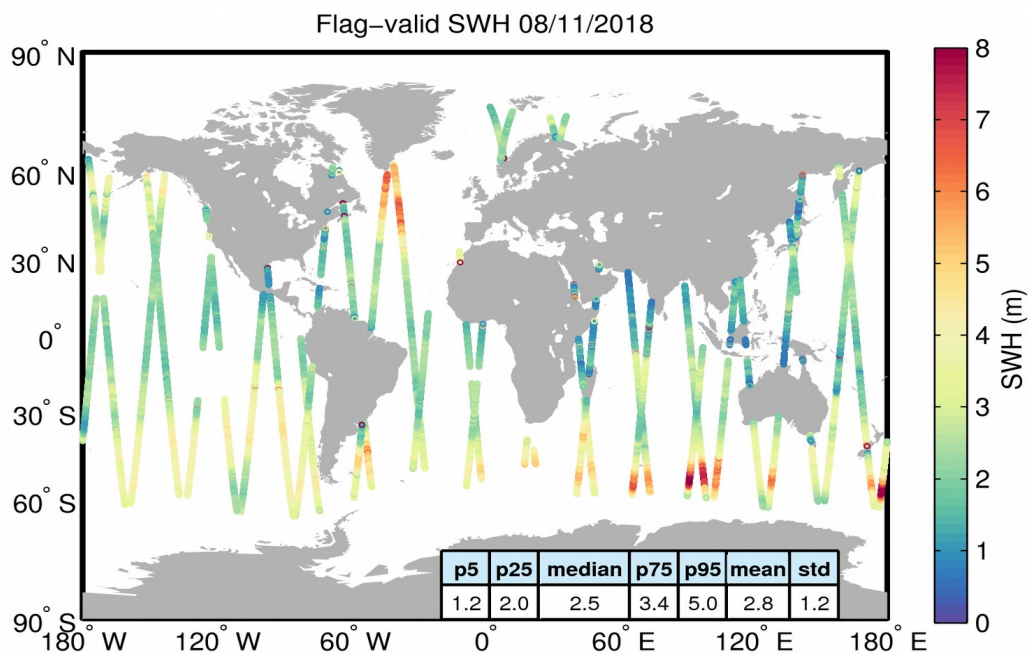 Flag−valid SWH 08/11/2018
90° N
60° N
30° N
0°
30° S
60° S
90° S
180° W
120° W
60° W
0°
60° E
120° E
180° E
p5 p25 median p75 p95 mean std
1.2 2.0 2.5 3.4 5.0 2.8 1.2
8
7
6
5
4
3
2
1
0
SWH (m)